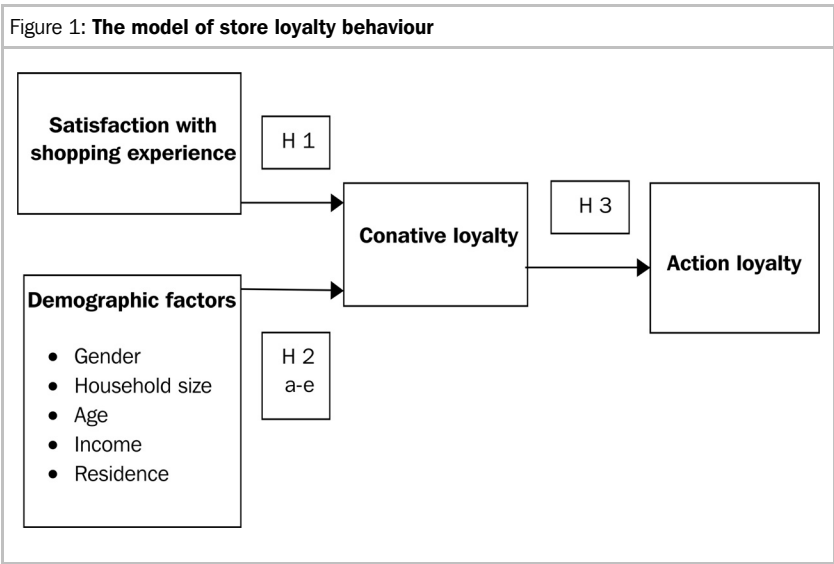 Figure 1: The model of store loyalty behaviour
Satisfaction with
shopping experience
H 1
Conative loyalty
H 3
Action loyalty
Demographic factors
• Gender
• Household size
• Age
• Income
• Residence
H 2
a-e